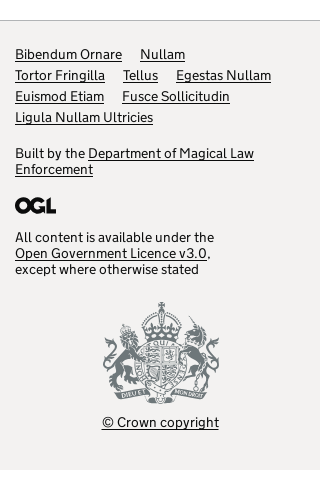 Bibendum Ornare Nullam
Tortor Fringilla Tellus Egestas Nullam
Euismod Etiam Fusce Sollicitudin
Ligula Nullam Ultricies
Built by the Department of Magical Law
Enforcement
OGL
All content is available under the
Open Government Licence v3.0,
except where otherwise stated
DIEU ET MON DROIT
© Crown copyright